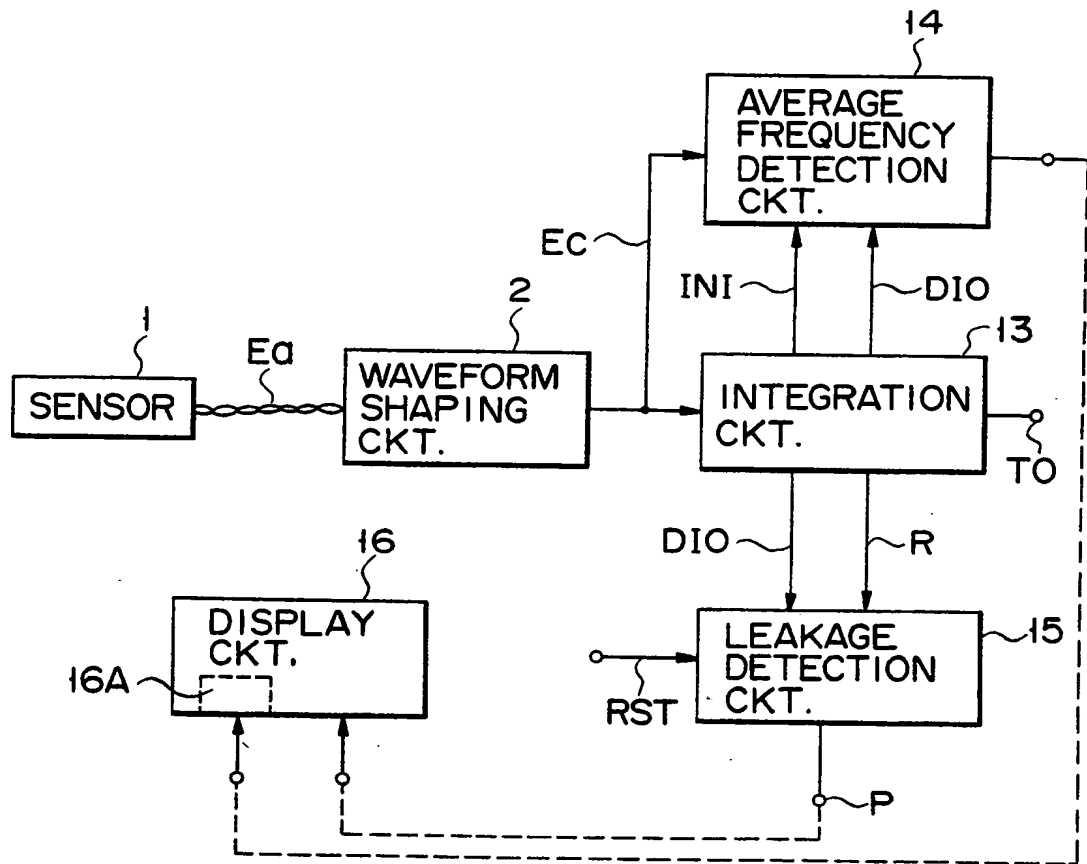 14
AVERAGE
FREQUENCY
DETECTION
CKT.
Ec
INI
DIO
1
2
13
Ea
SENSOR
WAVEFORM
SHAPING
CKT.
INTEGRATION
CKT.
TO
DIO
R
16
DISPLAY
CKT.
16A
LEAKAGE
DETECTION
CKT.
15
RST
P